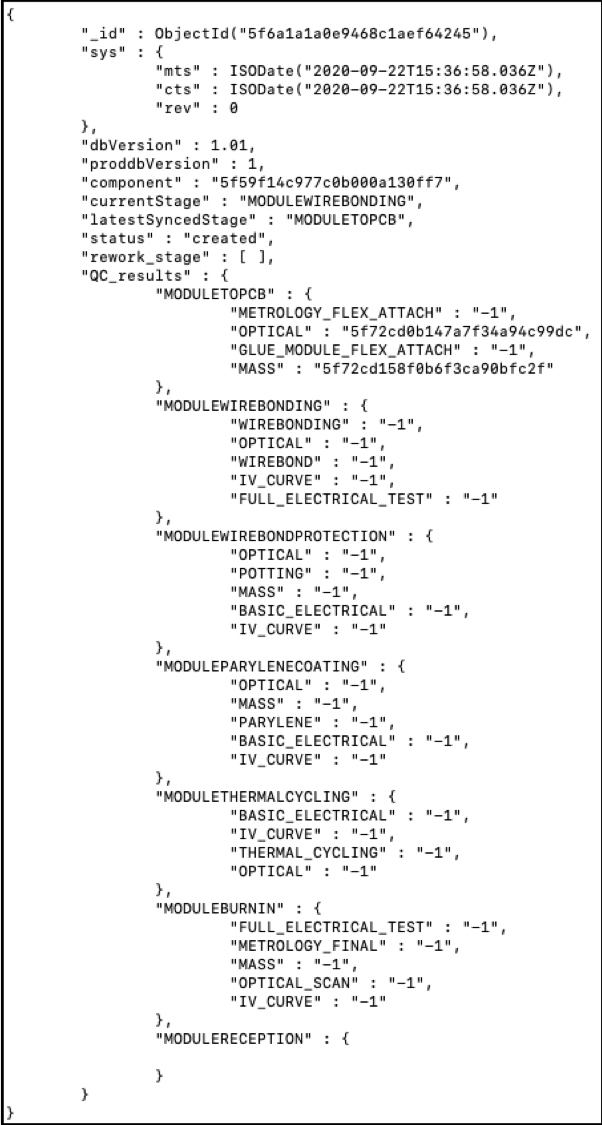 {
"_id" : ObjectId("5f6a1a1a0e9468c1aef64245"),
"sys" : {
"mts" : ISODate("2020-09-22T15:36:58.036Z"),
"cts" : ISODate("2020-09-22T15:36:58.036Z"),
"rev" : 0
},
"dbVersion" : 1.01,
"proddbVersion" : 1,
"component" : "5f59f14c977c0b000a130ff7",
"currentStage" : "MODULEWIREBONDING",
"latestSyncedStage" : "MODULETOPCB",
"status" : "created",
"rework_stage" : [ ],
"QC_results" : {
"MODULETOPCB" : {
"METROLOGY_FLEX_ATTACH" : "-1",
"OPTICAL" : "5f72cd0b147a7f34a94c99dc",
"GLUE_MODULE_FLEX_ATTACH" : "-1",
"MASS" : "5f72cd158f0b6f3ca90bfc2f"
},
"MODULEWIREBONDING" : {
"WIREBONDING" : "-1",
"OPTICAL" : "-1",
"WIREBOND" : "-1",
"IV_CURVE" : "-1",
"FULL_ELECTRICAL_TEST" : "-1"
},
"MODULEWIREBONDPROTECTION" : {
"OPTICAL" : "-1",
"POTTING" : "-1",
"MASS" : "-1",
"BASIC_ELECTRICAL" : "-1",
"IV_CURVE" : "-1"
},
"MODULEPARYLENECOATING" : {
"OPTICAL" : "-1",
"MASS" : "-1",
"PARYLENE" : "-1",
"BASIC_ELECTRICAL" : "-1",
"IV_CURVE" : "-1"
},
"MODULETHERMALCYCLING" : {
"BASIC_ELECTRICAL" : "-1",
"IV_CURVE" : "-1",
"THERMAL_CYCLING" : "-1",
"OPTICAL" : "-1"
},
"MODULEBURNIN" : {
"FULL_ELECTRICAL_TEST" : "-1",
"METROLOGY_FINAL" : "-1",
"MASS" : "-1",
"OPTICAL_SCAN" : "-1",
"IV_CURVE" : "-1"
},
"MODULERECEPTION" : {
}
}
}